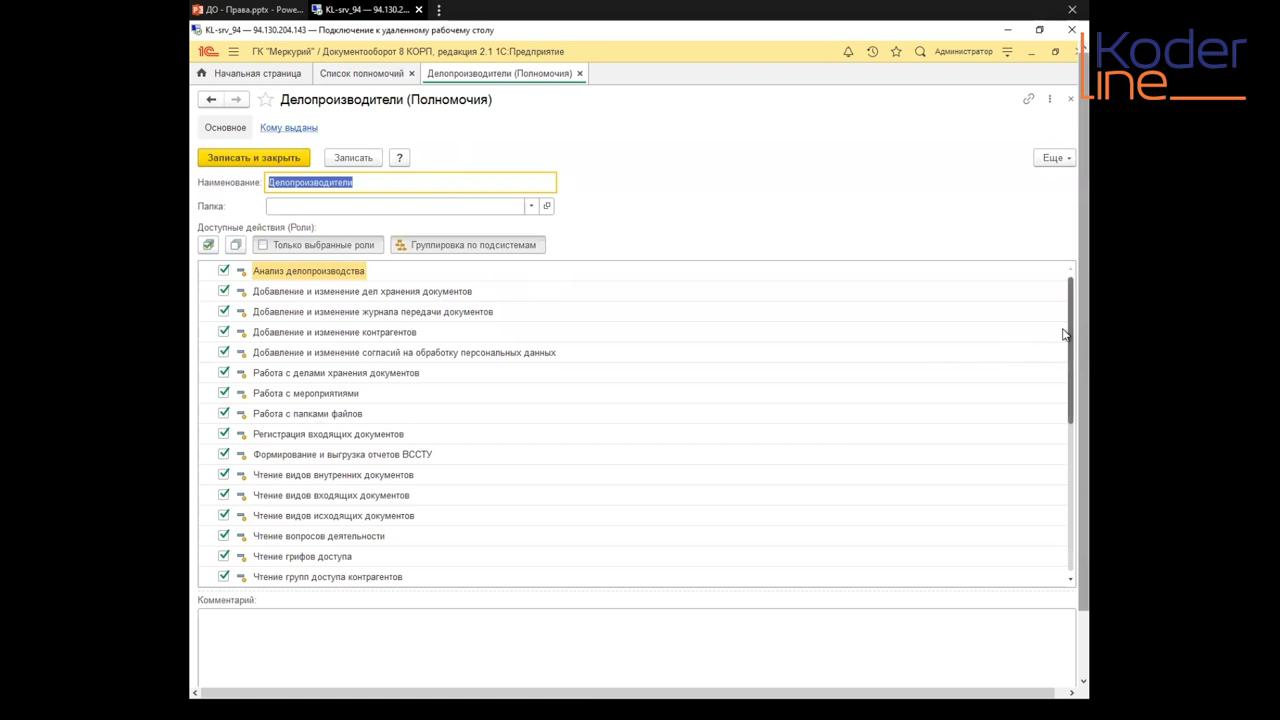 ДО - Права.pptx - Powe...
KL-srv_94 — 94.130.2...
KL-srv_94 — 94.130.204.143 — Подключение к удаленному рабочему столу
Koder
line
ГК "Меркурий" / Документооборот 8 КОРП, редакция 2.1 1С:Предприятие
Администратор
Начальная страница
Список полномочий
Делопроизводители (Полномочия)
Делопроизводители (Полномочия)
Основное
Кому выданы
Записать и закрыть
Записать
?
Еще
Наименование:
Делопроизводители
Папка:
Доступные действия (Роли):
Только выбранные роли
Группировка по подсистемам
Анализ делопроизводства
Добавление и изменение дел хранения документов
Добавление и изменение журнала передачи документов
Добавление и изменение контрагентов
Добавление и изменение согласий на обработку персональных данных
Работа с делами хранения документов
Работа с мероприятиями
Работа с папками файлов
Регистрация входящих документов
Формирование и выгрузка отчетов ВССТУ
Чтение видов внутренних документов
Чтение видов входящих документов
Чтение видов исходящих документов
Чтение вопросов деятельности
Чтение грифов доступа
Чтение групп доступа контрагентов
Комментарий: